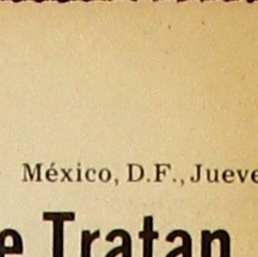 México, D.F., Jueve
e Tratan